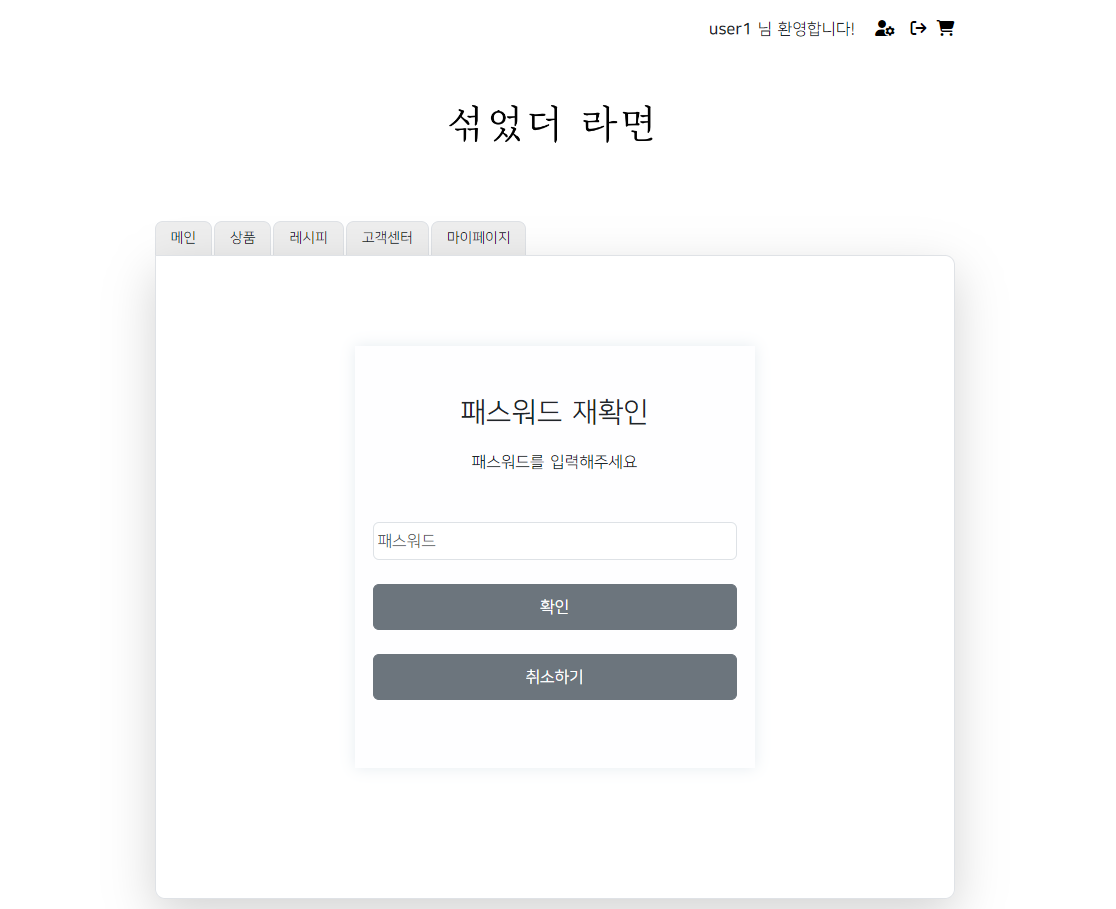 user1 님 환영합니다!
섞었더 라면
메인 상품 레시피 고객센터 마이페이지
패스워드 재확인
패스워드를 입력해주세요
패스워드
확인
취소하기